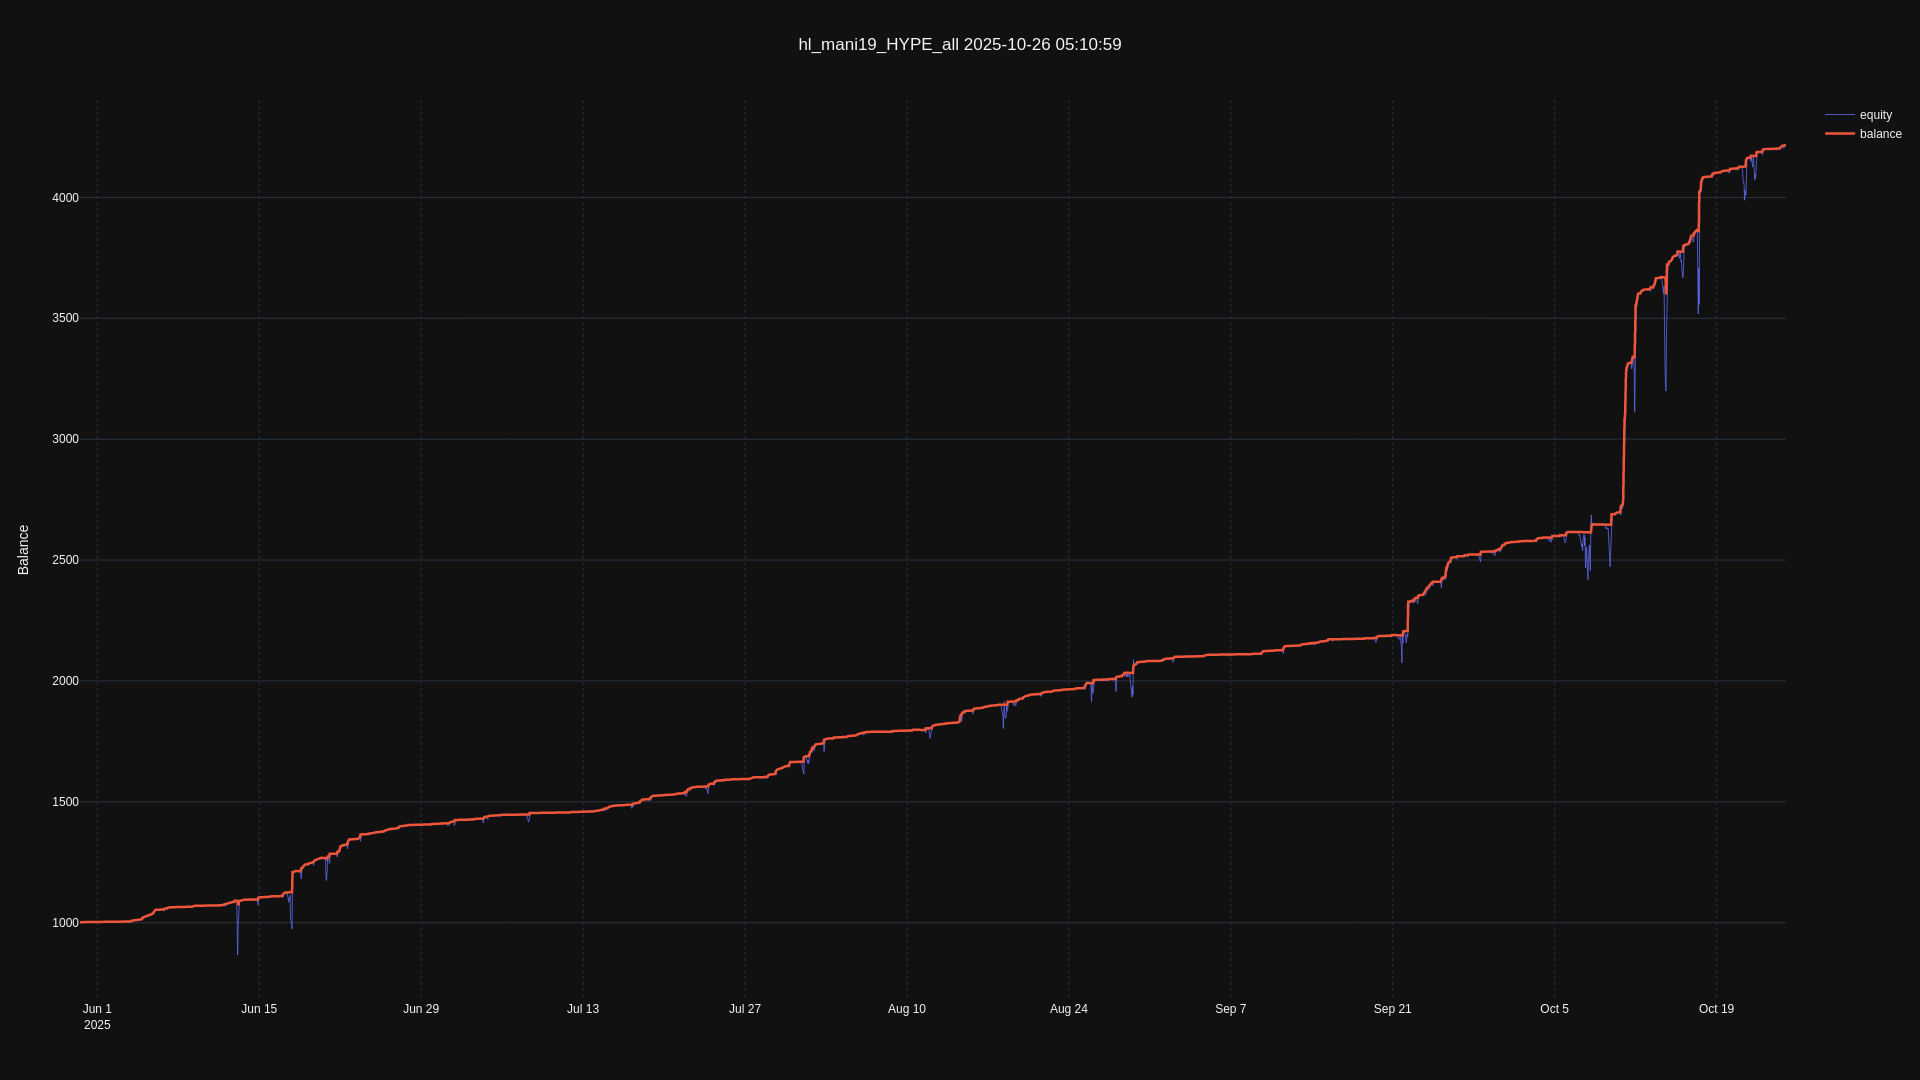 hl_mani19_HYPE_all 2025-10-26 05:10:59
equity
balance
Balance
4000
3500
3000
2500
2000
1500
1000
Jun 1
2025
Jun 15
Jun 29
Jul 13
Jul 27
Aug 10
Aug 24
Sep 7
Sep 21
Oct 5
Oct 19